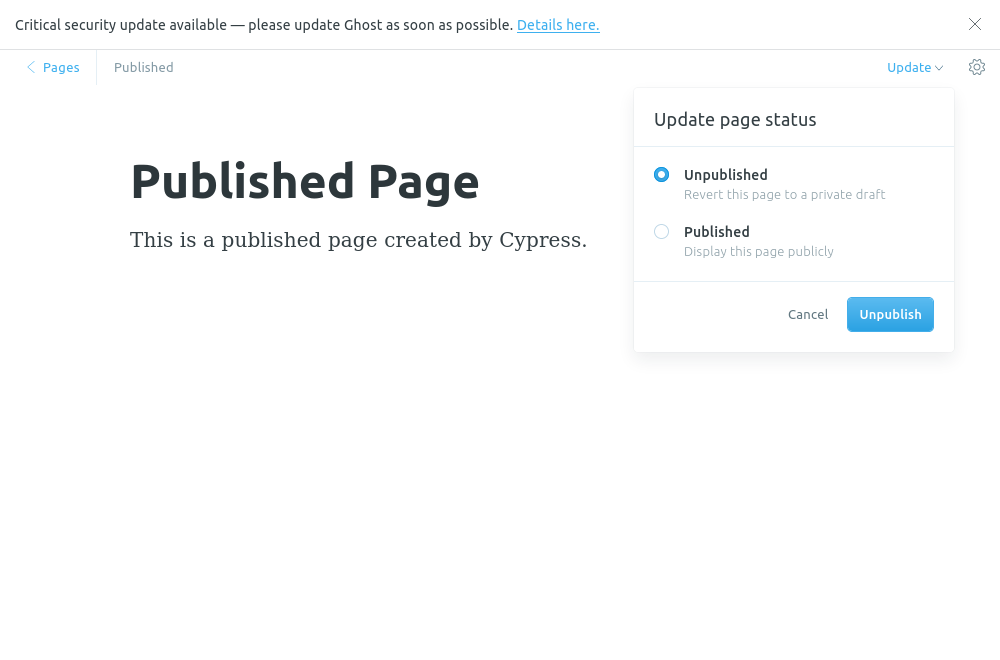 Critical security update available — please update Ghost as soon as possible. Details here.
Pages
Published
Update
Update page status
Published Page
Unpublished
Revert this page to a private draft
This is a published page created by Cypress.
Published
Display this page publicly
Cancel
Unpublish